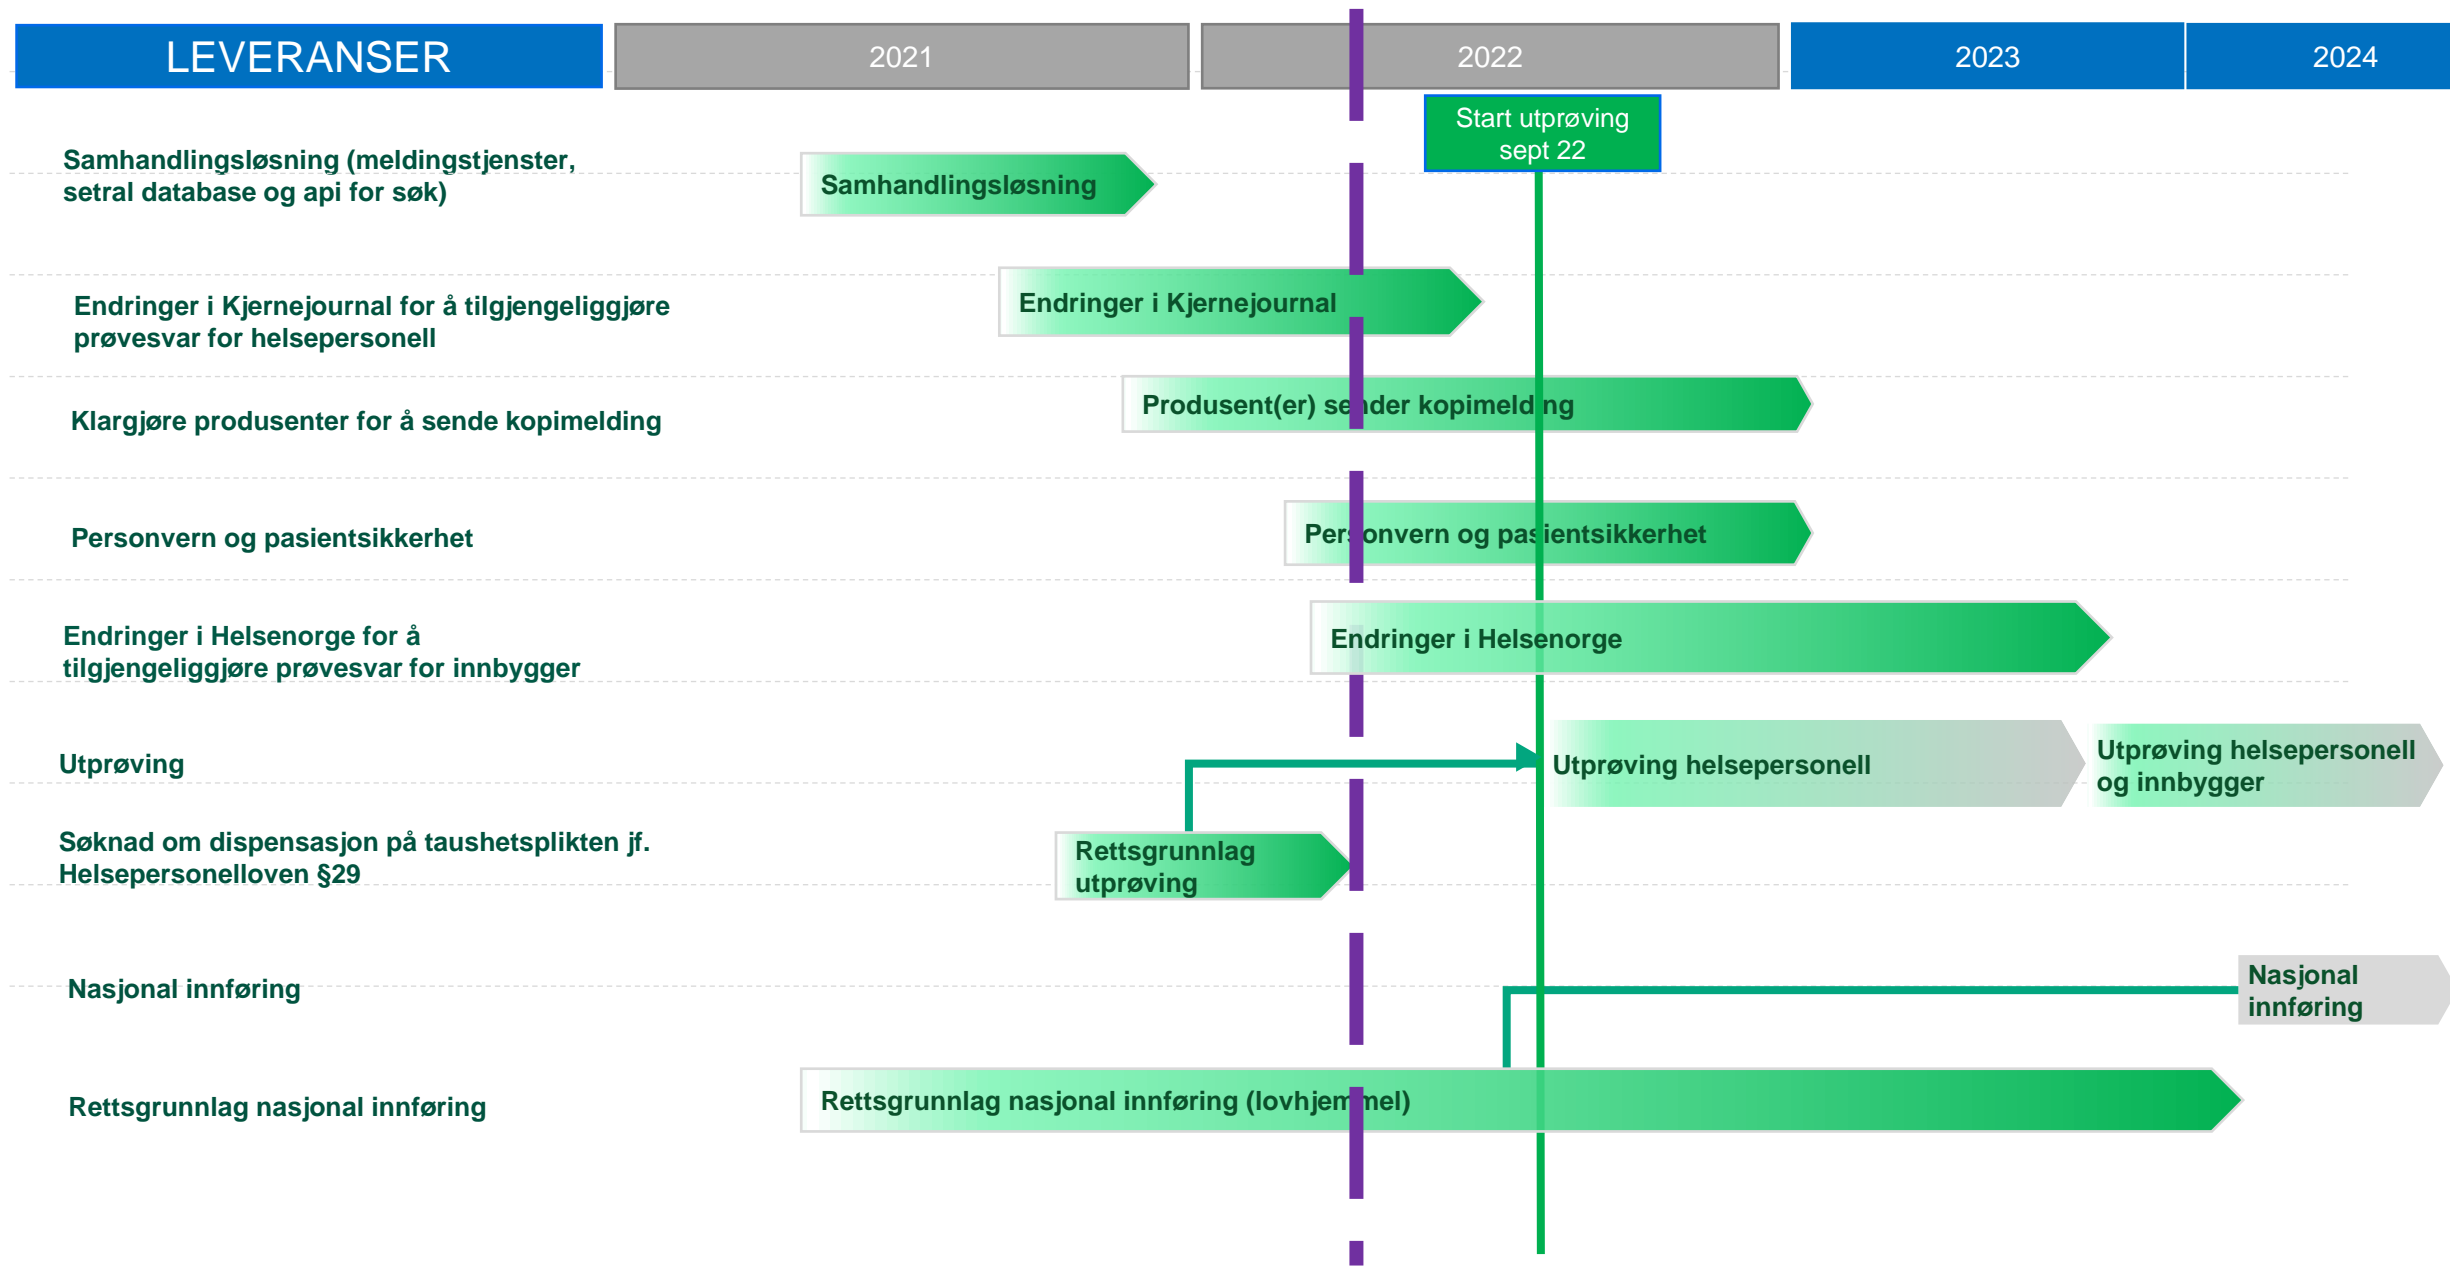 LEVERANSER
2021
2022
2023
2024
Start utprøving
sept 22
Samhandlingsløsning (meldingstjenster,
setral database og api for søk)
Samhandlingsløsning
Endringer i Kjernejournal for å tilgjengeliggjøre
prøvesvar for helsepersonell
Endringer i Kjernejournal
Klargjøre produsenter for å sende kopimelding
Produsent(er) sender kopimelding
Personvern og pasientsikkerhet
Personvern og pasientsikkerhet
Endringer i Helsenorge for å
tilgjengeliggjøre prøvesvar for innbygger
Endringer i Helsenorge
Utprøving
Utprøving helsepersonell
Utprøving helsepersonell
og innbygger
Søknad om dispensasjon på taushetsplikten jf.
Helsepersonelloven §29
Rettsgrunnlag
utprøving
Nasjonal innføring
Nasjonal
innføring
Rettsgrunnlag nasjonal innføring
Rettsgrunnlag nasjonal innføring (lovhjemmel)